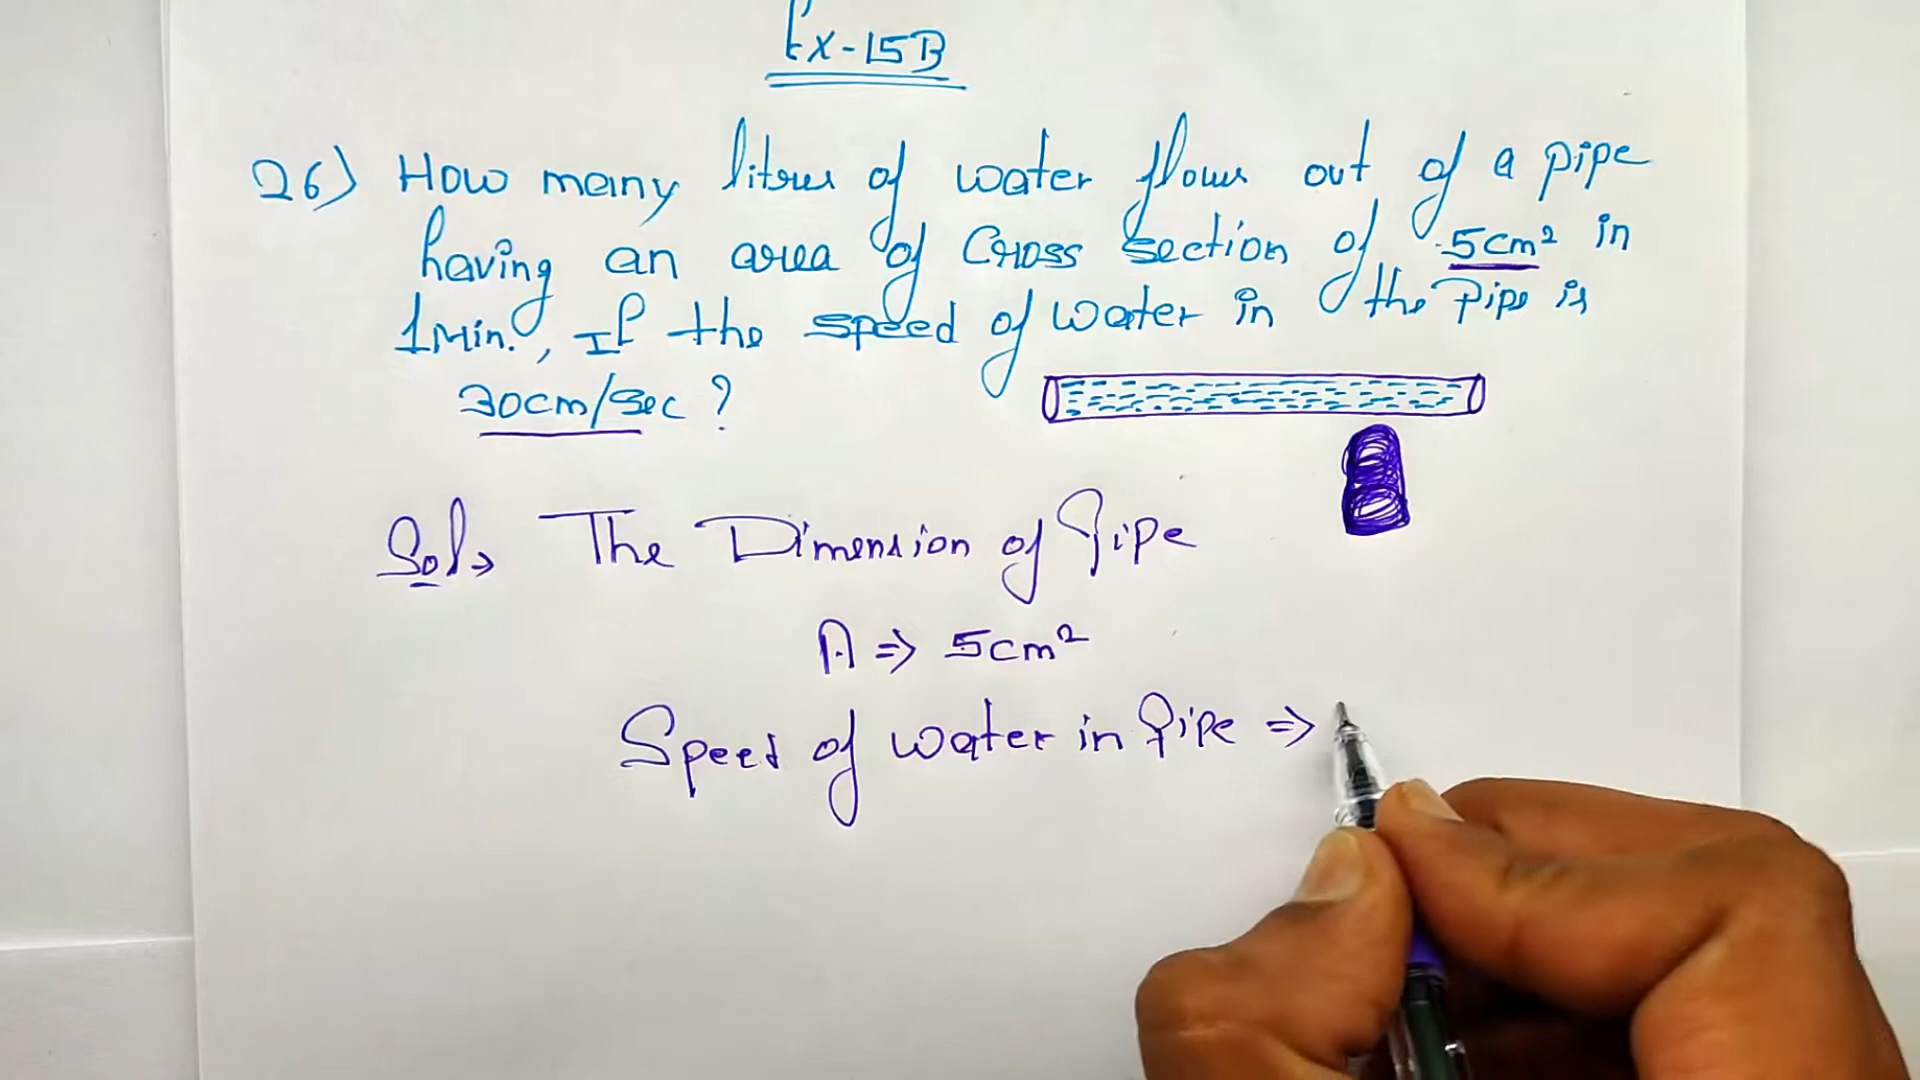 Ex-15B
26) How many litres of water flows out of a pipe
having an area of Cross section of 5cm² in
1Min., If the speed of water in the pipe is
30cm/sec ?
Sol→ The Dimension of Pipe
A ⇒ 5cm²
Speed of water in Pipe ⇒